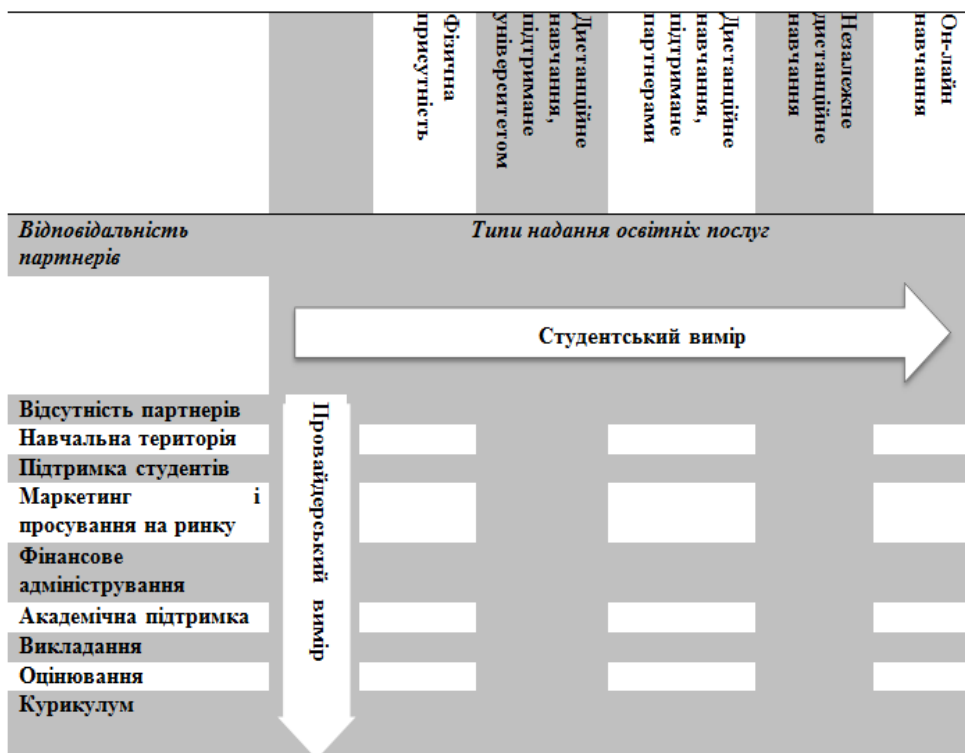 Фізична
присутність
Дистанційне
навчання,
підтримане
університетом
Дистанційне
навчання,
підтримане
партнерами
Незалежне
дистанційне
навчання
Он-лайн
навчання
Відповідальність
партнерів
Типи надання освітніх послуг
Студентський вимір
Провайдерський вимір
Відсутність партнерів
Навчальна територія
Підтримка студентів
Маркетинг і
просування на ринку
Фінансове
адміністрування
Академічна підтримка
Викладання
Оцінювання
Курикулум